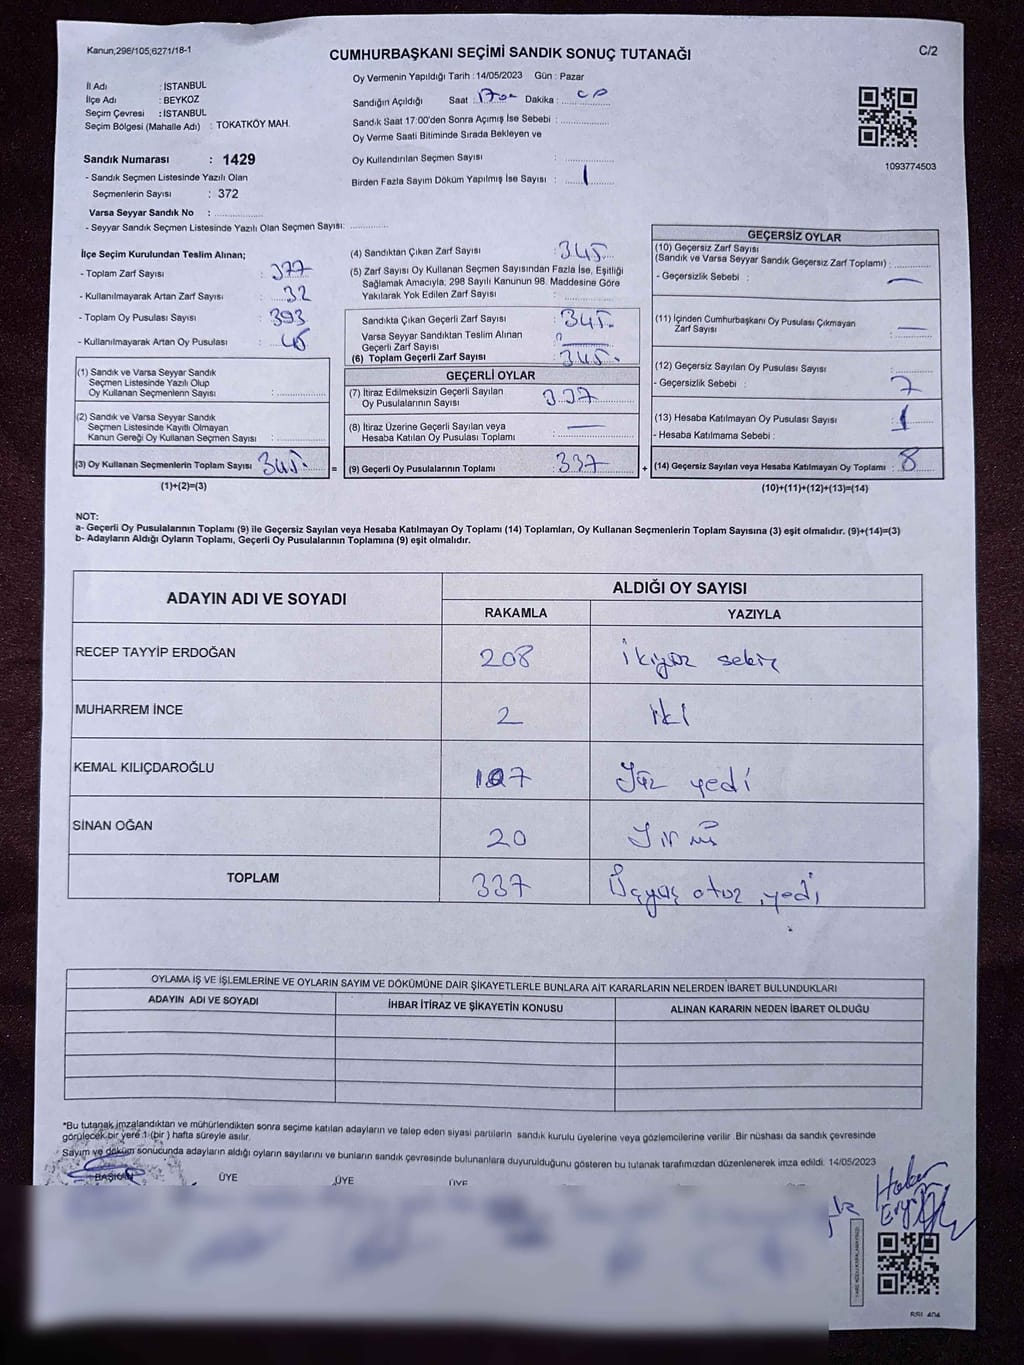 Kanun;298/105,6271/18-1
CUMHURBAŞKANI SEÇİMİ SANDIK SONUÇ TUTANAĞI
C/2
İl Adı : İSTANBUL
İlçe Adı : BEYKOZ
Seçim Çevresi : İSTANBUL
Seçim Bölgesi (Mahalle Adı) : TOKATKÖY MAH.
Oy Vermenin Yapıldığı Tarih : 14/05/2023 Gün : Pazar
Sandığın Açıldığı Saat : Dakika :
Sandık Saat 17:00'den Sonra Açımış İse Sebebi :
Oy Verme Saati Bitiminde Sırada Bekleyen ve
Oy Kullendırılan Seçmen Sayısı :
Birden Fazla Sayım Döküm Yapılmış İse Sayısı : 1
1093774503
Sandık Numarası : 1429
- Sandık Seçmen Listesinde Yazılı Olan
Seçmenlerin Sayısı : 372
Varsa Seyyar Sandık No :
- Seyyar Sandık Seçmen Listesinde Yazılı Olan Seçmen Sayısı:
İlçe Seçim Kurulundan Teslim Alınan;
- Toplam Zarf Sayısı : 377
- Kullanılmayarak Artan Zarf Sayısı : 32
- Toplam Oy Pusulası Sayısı : 393
- Kullanılmayarak Artan Oy Pusulası :
(1) Sandık ve Varsa Seyyar Sandık
Seçmen Listesinde Yazılı Olup
Oy Kullanan Seçmenlerin Sayısı :
(2) Sandık ve Varsa Seyyar Sandık
Seçmen Listesinde Kayıtlı Olmayan
Kanun Gereği Oy Kullanan Seçmen Sayısı :
(3) Oy Kullanan Seçmenlerin Toplam Sayısı : 345.
(1)+(2)=(3)
(4) Sandıktan Çıkan Zarf Sayısı : 345.
(5) Zarf Sayısı Oy Kullanan Seçmen Sayısından Fazla İse, Eşitliği
Sağlamak Amacıyla; 298 Sayılı Kanunun 98. Maddesine Göre
Yakılarak Yok Edilen Zarf Sayısı :
Sandıkta Çıkan Geçerli Zarf Sayısı : 345.
Varsa Seyyar Sandıktan Teslim Alınan
Geçerli Zarf Sayısı
(6) Toplam Geçerli Zarf Sayısı : 345.
GEÇERLİ OYLAR
(7) İtiraz Edilmeksizin Geçerli Sayılan
Oy Pusulalarının Sayısı : 337
(8) İtiraz Üzerine Geçerli Sayılan veya
Hesaba Katılan Oy Pusulası Toplamı : —
= (9) Geçerli Oy Pusulalarının Toplamı : 337
GEÇERSİZ OYLAR
(10) Geçersiz Zarf Sayısı
(Sandık ve Varsa Seyyar Sandık Geçersiz Zarf Toplamı) :
- Geçersizlik Sebebi : —
(11) İçinden Cumhurbaşkanı Oy Pusulası Çıkmayan
Zarf Sayısı : —
(12) Geçersiz Sayılan Oy Pusulası Sayısı :
- Geçersizlik Sebebi : 7
(13) Hesaba Katılmayan Oy Pusulası Sayısı : 1
- Hesaba Katılmama Sebebi :
+ (14) Geçersiz Sayılan veya Hesaba Katılmayan Oy Toplamı : 8
(10)+(11)+(12)+(13)=(14)
NOT:
a- Geçerli Oy Pusulalarının Toplamı (9) ile Geçersiz Sayılan veya Hesaba Katılmayan Oy Toplamı (14) Toplamları, Oy Kullanan Seçmenlerin Toplam Sayısına (3) eşit olmalıdır. (9)+(14)=(3)
b- Adayların Aldığı Oyların Toplamı, Geçerli Oy Pusulalarının Toplamına (9) eşit olmalıdır.
ADAYIN ADI VE SOYADI
ALDIĞI OY SAYISI
RAKAMLA
YAZIYLA
RECEP TAYYİP ERDOĞAN 208 İkiyüz sekiz
MUHARREM İNCE 2 iki
KEMAL KILIÇDAROĞLU 107 Yüz yedi
SİNAN OĞAN 20 Yirmi
TOPLAM 337 Üçyüz otuz yedi
OYLAMA İŞ VE İŞLEMLERİNE VE OYLARIN SAYIM VE DÖKÜMÜNE DAİR ŞİKAYETLERLE BUNLARA AİT KARARLARIN NELERDEN İBARET BULUNDUKLARI
ADAYIN ADI VE SOYADI
İHBAR İTİRAZ VE ŞİKAYETİN KONUSU
ALINAN KARARIN NEDEN İBARET OLDUĞU
*Bu tutanak imzalandıktan ve mühürlendikten sonra seçime katılan adayların ve talep eden siyasi partilerin sandık kurulu üyelerine veya gözlemcilerine verilir. Bir nüshası da sandık çevresinde
görülecek bir yere 1 (bir ) hafta süreyle asılır.
Sayım ve döküm sonucunda adayların aldığı oyların sayılarını ve bunların sandık çevresinde bulunanlara duyurulduğunu gösteren bu tutanak tarafımızdan düzenlenerek imza edildi. 14/05/2023
BAŞKAN ÜYE ÜYE ÜYE
Hakan